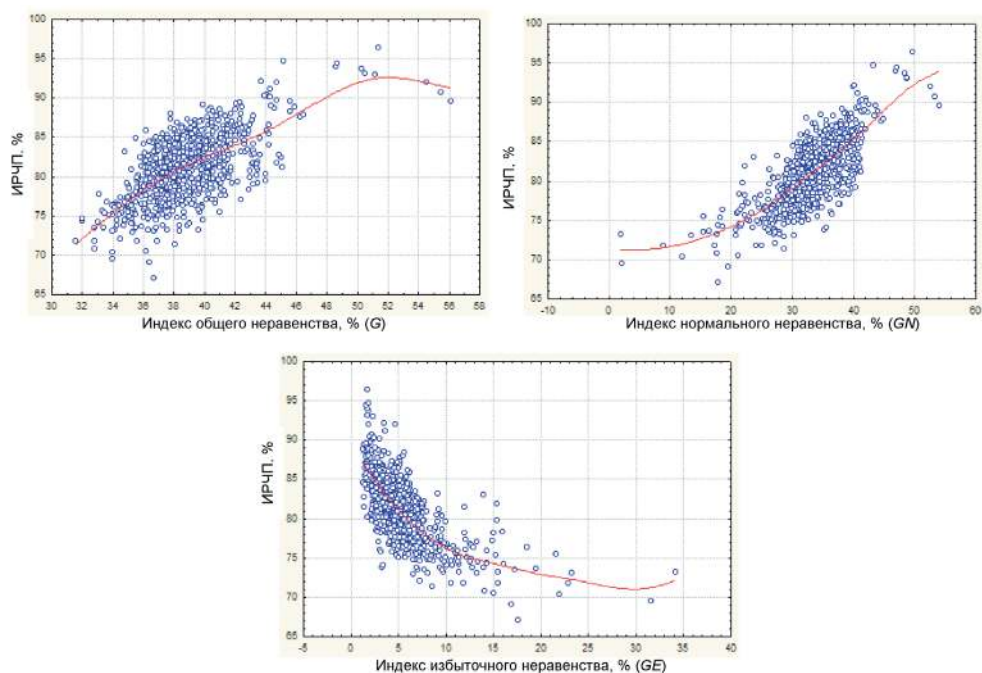 100
95
90
85
80
75
70
65
ИРЧП. %
30 32 34 36 38 40 42 44 46 48 50 52 54 56 58
Индекс общего неравенства, % (G)
100
95
90
85
80
75
70
65
ИРЧП. %
-10 0 10 20 30 40 50 60
Индекс нормального неравенства, % (GN)
100
95
90
85
80
75
70
65
ИРЧП. %
-5 0 5 10 15 20 25 30 35 40
Индекс избыточного неравенства, % (GE)